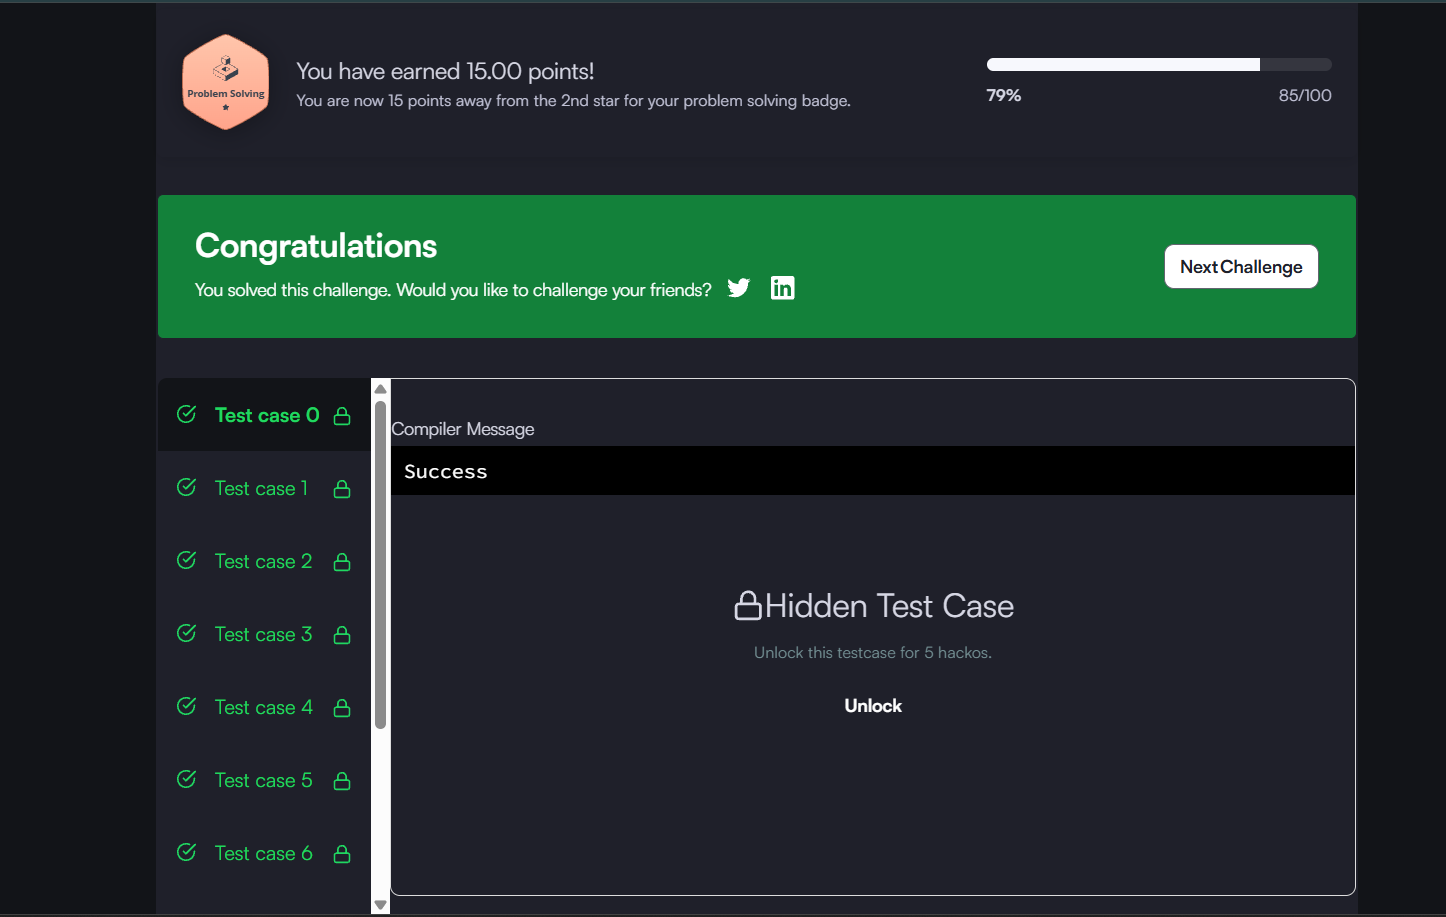 Problem Solving
You have earned 15.00 points!
You are now 15 points away from the 2nd star for your problem solving badge.
79%
85/100
Congratulations
You solved this challenge. Would you like to challenge your friends?
in
Next Challenge
Test case 0
Test case 1
Test case 2
Test case 3
Test case 4
Test case 5
Test case 6
Compiler Message
Success
Hidden Test Case
Unlock this testcase for 5 hackos.
Unlock